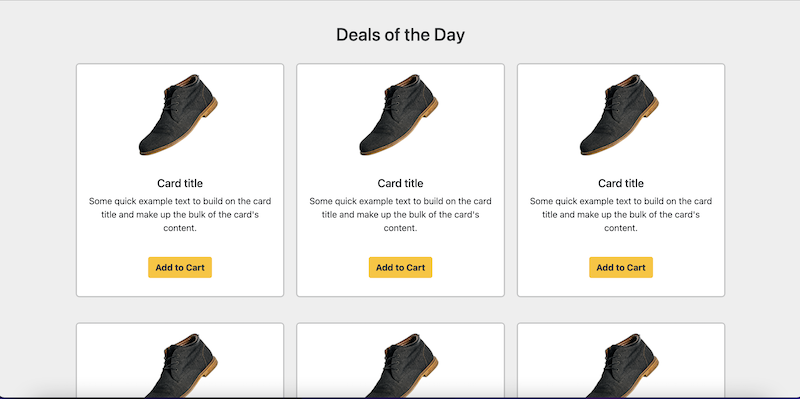 Deals of the Day
Card title
Some quick example text to build on the card
title and make up the bulk of the card's
content.
Add to Cart
Card title
Some quick example text to build on the card
title and make up the bulk of the card's
content.
Add to Cart
Card title
Some quick example text to build on the card
title and make up the bulk of the card's
content.
Add to Cart